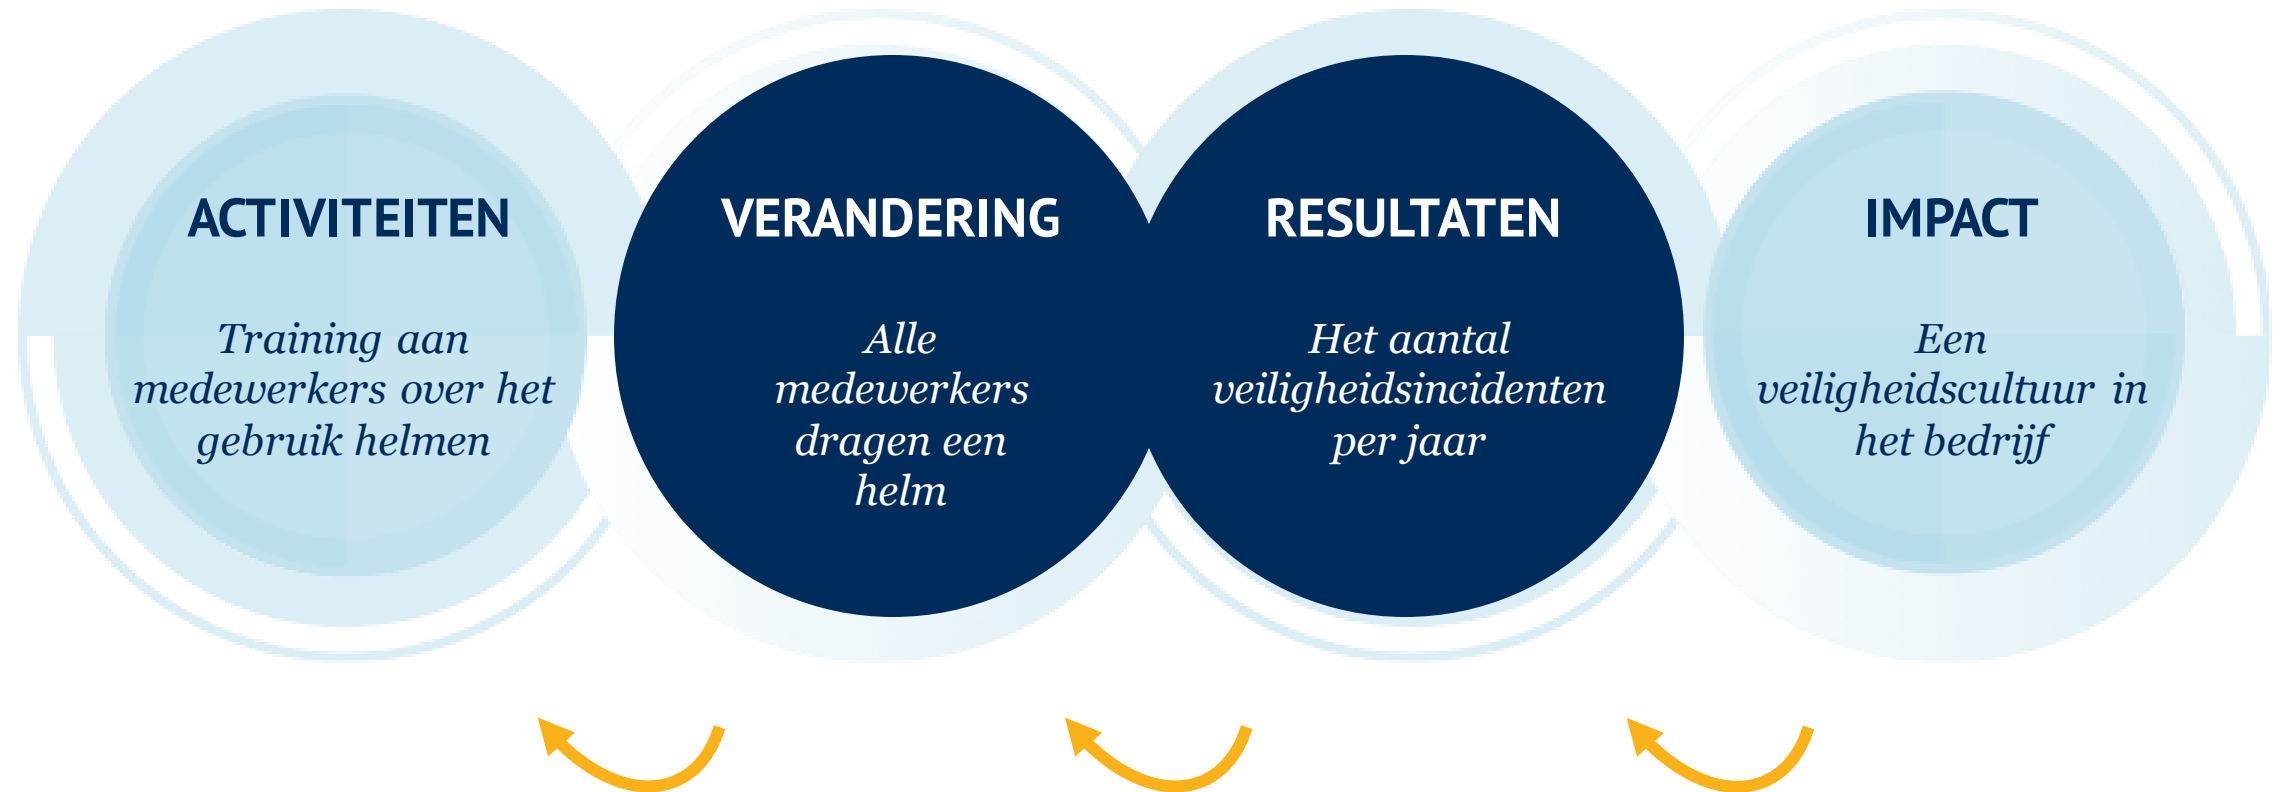 ACTIVITEITEN
Training aan
medewerkers over het
gebruik helmen
VERANDERING
Alle
medewerkers
dragen een
helm
RESULTATEN
Het aantal
veiligheidsincidenten
per jaar
IMPACT
Een
veiligheidscultuur in
het bedrijf